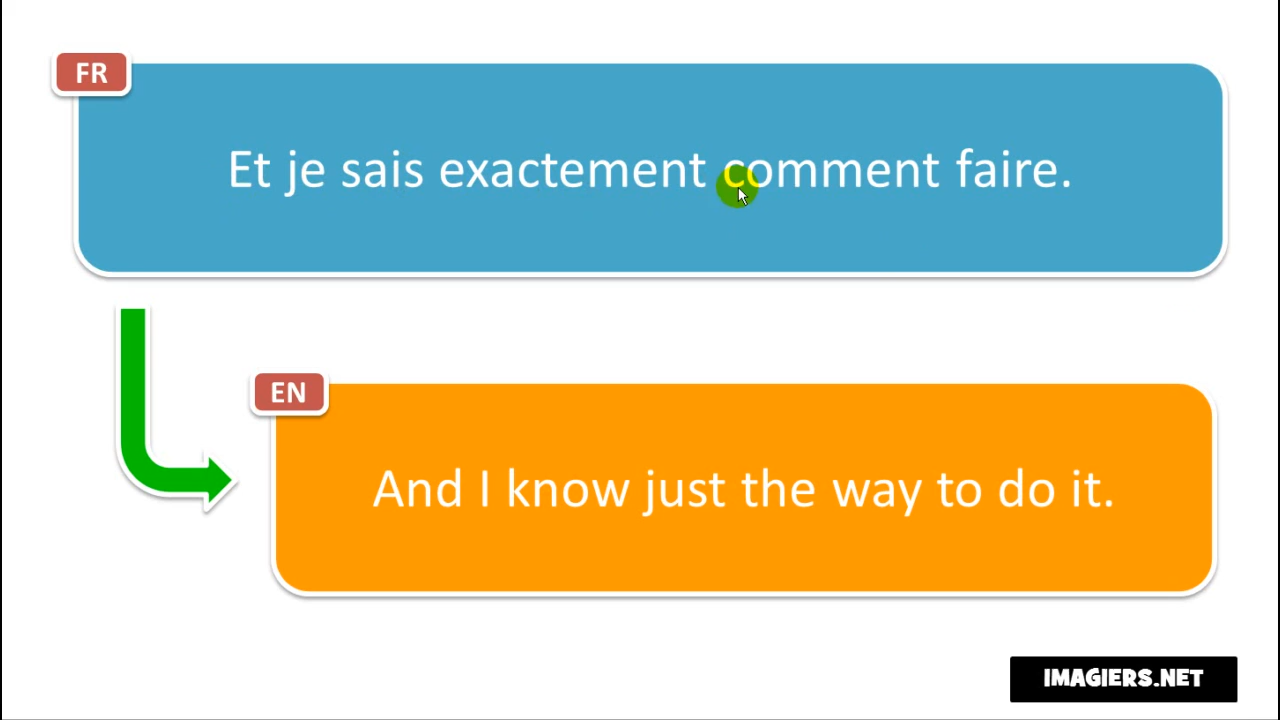 FR
Et je sais exactement comment faire.
EN
And I know just the way to do it.
IMAGIERS.NET